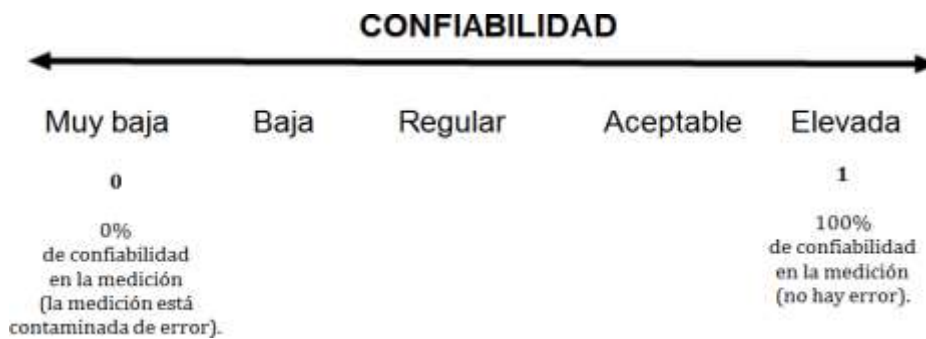 CONFIABILIDAD
Muy baja Baja Regular Aceptable Elevada
0 1
0%
de confiabilidad
en la medición
(la medición está
contaminada de error).
100%
de confiabilidad
en la medición
(no hay error).